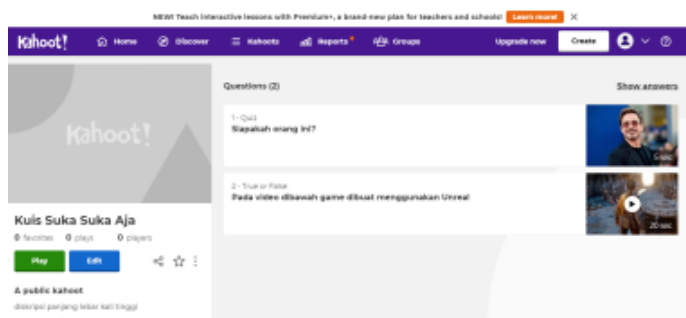 NEW! Teach interactive lessons with Premium+, a brand-new plan for teachers and schools! Learn more! X
Kahoot! Home Discover Kahoots Reports Groups Upgrade now Create
Kahoot!
Questions (2) Show answers
1 - Quiz
Siapakah orang ini?
5 sec
2 - True or False
Pada video dibawah game dibuat menggunakan Unreal
20 sec
Kuis Suka Suka Aja
0 favorites 0 plays 0 players
Play Edit
A public kahoot
diskripsi panjang lebar kali tinggi